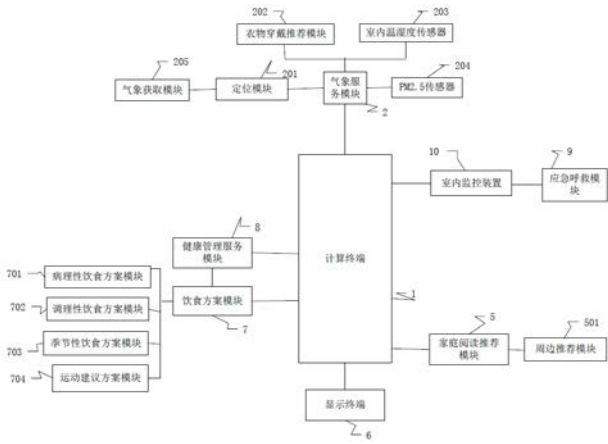 202
203
衣物穿戴推荐模块
室内温湿度传感器
205
201
204
气象获取模块
定位模块
气象服
务模块
PM2.5传感器
2
10
9
室内监控装置
应急呼救模
块
8
健康管理服务
模块
计算终端
701
病理性饮食方案模块
702
调理性饮食方案模块
饮食方案模块
1
7
703
季节性饮食方案模块
5
501
家庭阅读推荐
模块
周边推荐模块
704
运动建议方案模块
显示终端
6